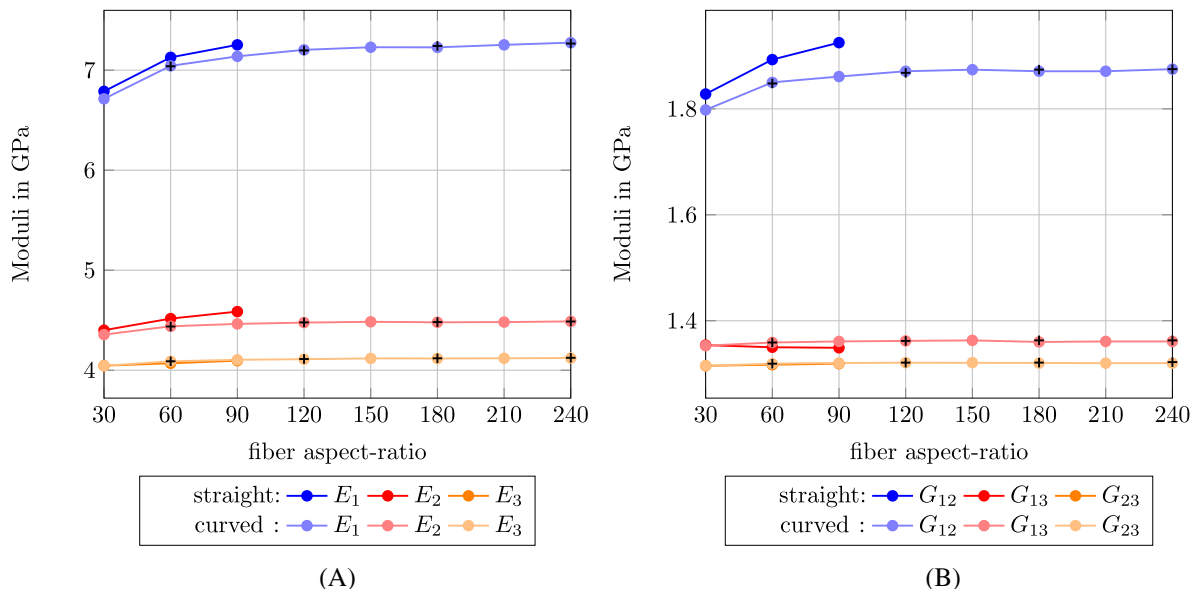 7
6
5
4
30 60 90 120 150 180 210 240
Moduli in GPa
fiber aspect-ratio
straight: E1 E2 E3
curved : E1 E2 E3
(A)
1.8
1.6
1.4
30 60 90 120 150 180 210 240
Moduli in GPa
fiber aspect-ratio
straight: G12 G13 G23
curved : G12 G13 G23
(B)